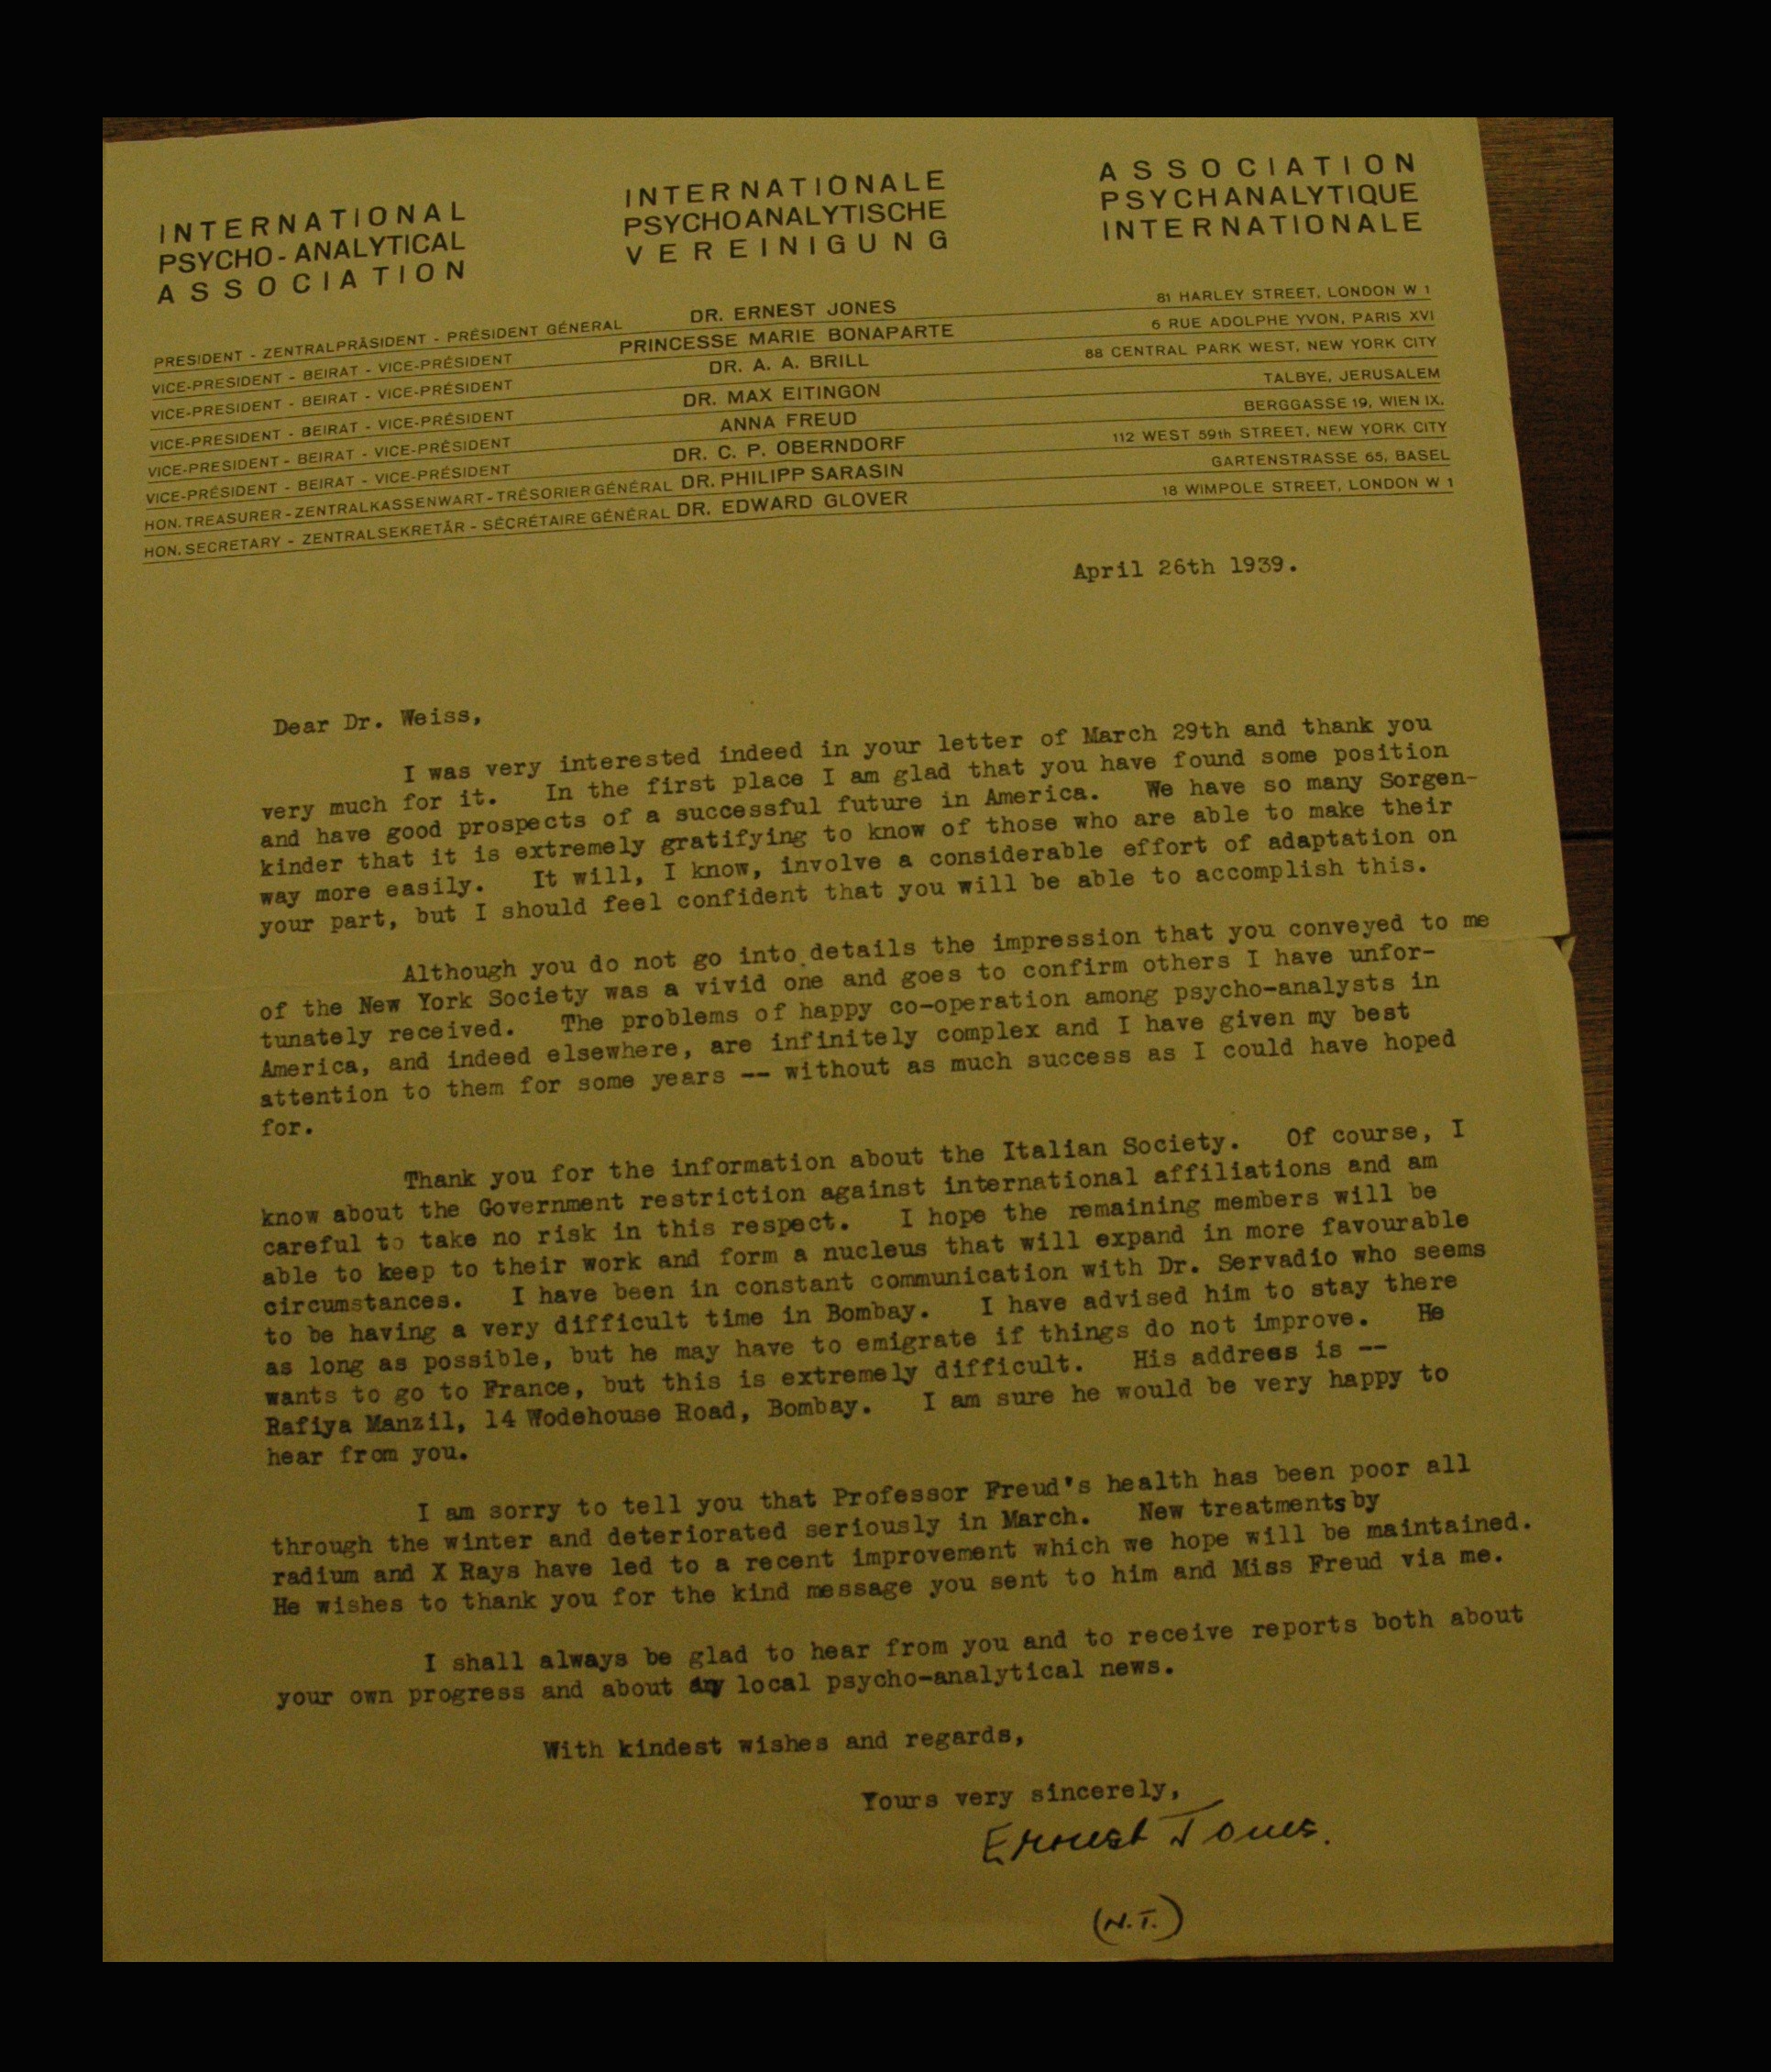 INTERNATIONAL
PSYCHO-ANALYTICAL
ASSOCIATION
INTERNATIONALE
PSYCHOANALYTISCHE
VEREINIGUNG
ASSOCIATION
PSYCHANALYTIQUE
INTERNATIONALE
PRESIDENT - ZENTRALPRÄSIDENT - PRÉSIDENT GÉNERAL DR. ERNEST JONES 81 HARLEY STREET, LONDON W 1
VICE-PRESIDENT - BEIRAT - VICE-PRÉSIDENT PRINCESSE MARIE BONAPARTE 6 RUE ADOLPHE YVON, PARIS XVI
VICE-PRESIDENT - BEIRAT - VICE-PRÉSIDENT DR. A. A. BRILL 88 CENTRAL PARK WEST, NEW YORK CITY
VICE-PRESIDENT - BEIRAT - VICE-PRÉSIDENT DR. MAX EITINGON TALBYE, JERUSALEM
VICE-PRESIDENT - BEIRAT - VICE-PRÉSIDENT ANNA FREUD BERGGASSE 19, WIEN IX.
VICE-PRÉSIDENT - BEIRAT - VICE-PRÉSIDENT DR. C. P. OBERNDORF 112 WEST 59th STREET, NEW YORK CITY
HON. TREASURER - ZENTRALKASSENWART - TRÉSORIER GÉNÉRAL DR. PHILIPP SARASIN GARTENSTRASSE 65, BASEL
HON. SECRETARY - ZENTRALSEKRETÄR - SÉCRÉTAIRE GÉNÉRAL DR. EDWARD GLOVER 18 WIMPOLE STREET, LONDON W 1
April 26th 1939.
Dear Dr. Weiss,
I was very interested indeed in your letter of March 29th and thank you
very much for it. In the first place I am glad that you have found some position
and have good prospects of a successful future in America. We have so many Sorgen-
kinder that it is extremely gratifying to know of those who are able to make their
way more easily. It will, I know, involve a considerable effort of adaptation on
your part, but I should feel confident that you will be able to accomplish this.
Although you do not go into details the impression that you conveyed to me
of the New York Society was a vivid one and goes to confirm others I have unfor-
tunately received. The problems of happy co-operation among psycho-analysts in
America, and indeed elsewhere, are infinitely complex and I have given my best
attention to them for some years -- without as much success as I could have hoped
for.
Thank you for the information about the Italian Society. Of course, I
know about the Government restriction against international affiliations and am
careful to take no risk in this respect. I hope the remaining members will be
able to keep to their work and form a nucleus that will expand in more favourable
circumstances. I have been in constant communication with Dr. Servadio who seems
to be having a very difficult time in Bombay. I have advised him to stay there
as long as possible, but he may have to emigrate if things do not improve. He
wants to go to France, but this is extremely difficult. His address is --
Rafiya Manzil, 14 Wodehouse Road, Bombay. I am sure he would be very happy to
hear from you.
I am sorry to tell you that Professor Freud's health has been poor all
through the winter and deteriorated seriously in March. New treatments by
radium and X Rays have led to a recent improvement which we hope will be maintained.
He wishes to thank you for the kind message you sent to him and Miss Freud via me.
I shall always be glad to hear from you and to receive reports both about
your own progress and about any local psycho-analytical news.
With kindest wishes and regards,
Yours very sincerely,
Ernest Jones.
(N.T.)